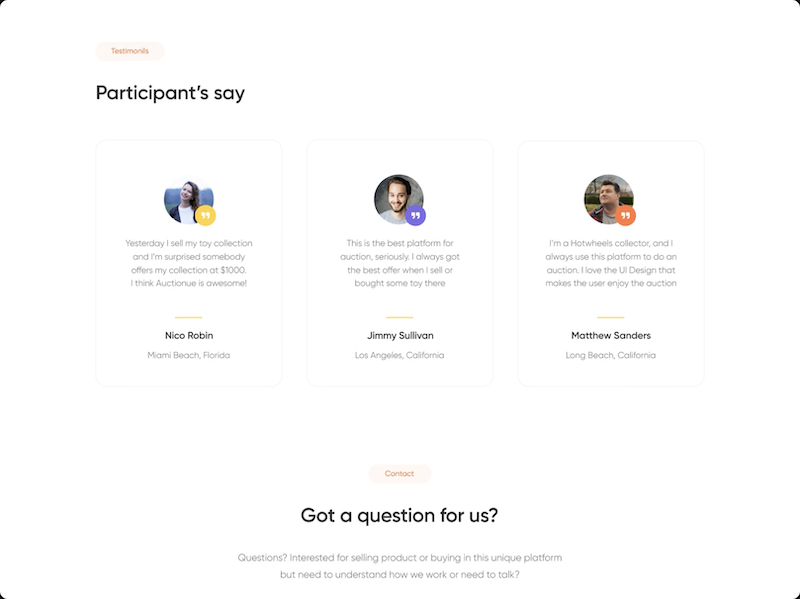 Testimonils
Participant's say
Yesterday I sell my toy collection
and I'm surprised somebody
offers my collection at $1000.
I think Auctionue is awesome!
Nico Robin
Miami Beach, Florida
This is the best platform for
auction, seriously. I always got
the best offer when I sell or
bought some toy there
Jimmy Sullivan
Los Angeles, California
I'm a Hotwheels collector, and I
always use this platform to do an
auction. I love the UI Design that
makes the user enjoy the auction
Matthew Sanders
Long Beach, California
Contact
Got a question for us?
Questions? Interested for selling product or buying in this unique platform
but need to understand how we work or need to talk?